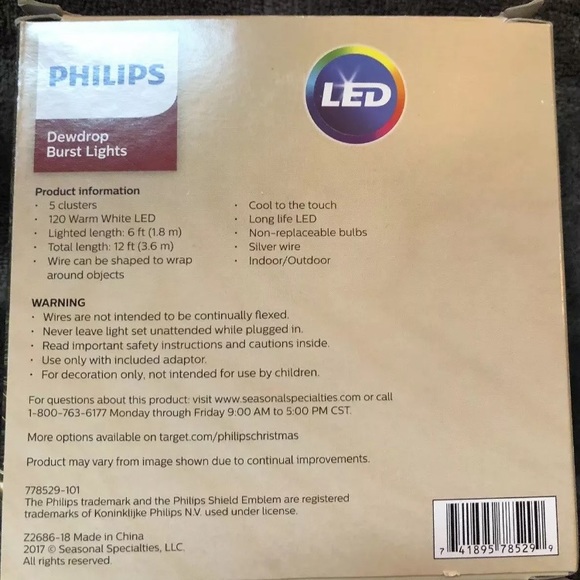 PHILIPS
LED
Dewdrop
Burst Lights
Product information
· 5 clusters
· 120 Warm White LED
· Lighted length: 6 ft (1.8 m)
· Total length: 12 ft (3.6 m)
· Wire can be shaped to wrap
around objects
· Cool to the touch
· Long life LED
· Non-replaceable bulbs
· Silver wire
· Indoor/Outdoor
WARNING
· Wires are not intended to be continually flexed.
· Never leave light set unattended while plugged in.
· Read important safety instructions and cautions inside.
· Use only with included adaptor.
· For decoration only, not intended for use by children.
For questions about this product: visit www.seasonalspecialties.com or call
1-800-763-6177 Monday through Friday 9:00 AM to 5:00 PM CST.
More options available on target.com/philipschristmas
Product may vary from image shown due to continual improvements.
778529-101
The Philips trademark and the Philips Shield Emblem are registered
trademarks of Koninklijke Philips N.V. used under license.
Z2686-18 Made in China
2017 © Seasonal Specialties, LLC.
All rights reserved.
7 41895 78529 9